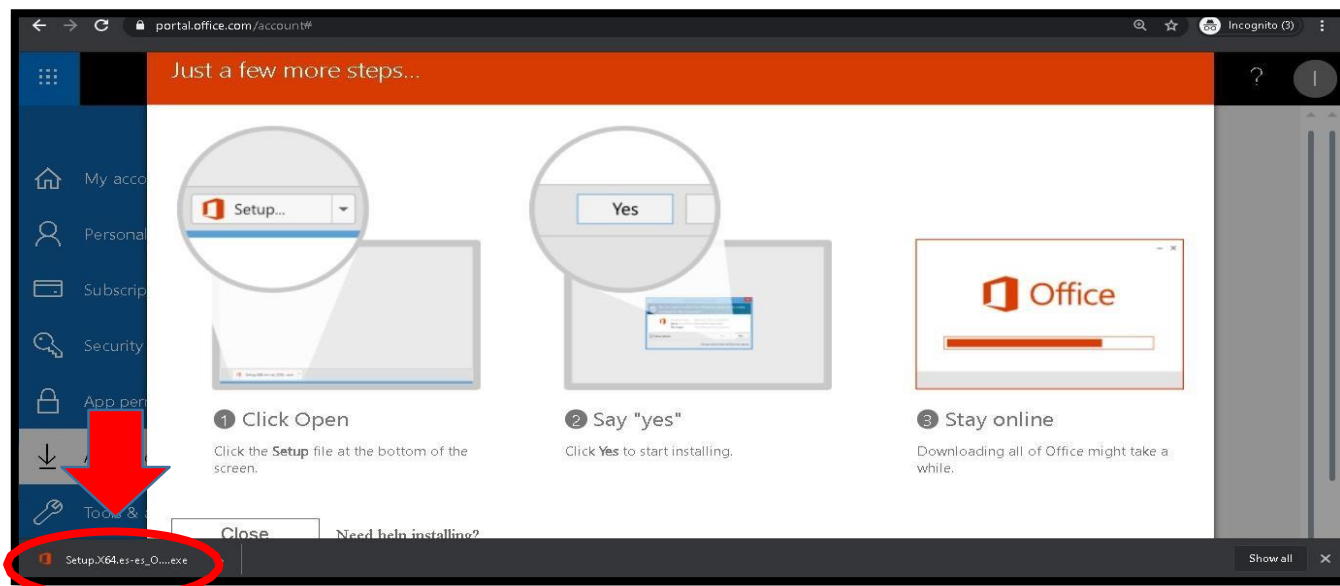 portal.office.com/account#
Incognito (3)
Just a few more steps...
?
I
My acco
Personal
Subscrip
Security
App per
Tools &
Setup...
Yes
Office
1 Click Open
Click the Setup file at the bottom of the
screen.
2 Say "yes"
Click Yes to start installing.
3 Stay online
Downloading all of Office might take a
while.
Close
Need help installing?
Setup.X64.es-es_O....exe
Show all